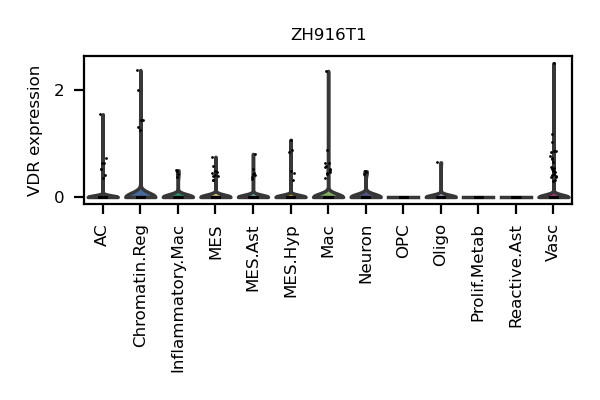 ZH916T1
VDR expression
2
0
AC
Chromatin.Reg
Inflammatory.Mac
MES
MES.Ast
MES.Hyp
Mac
Neuron
OPC
Oligo
Prolif.Metab
Reactive.Ast
Vasc